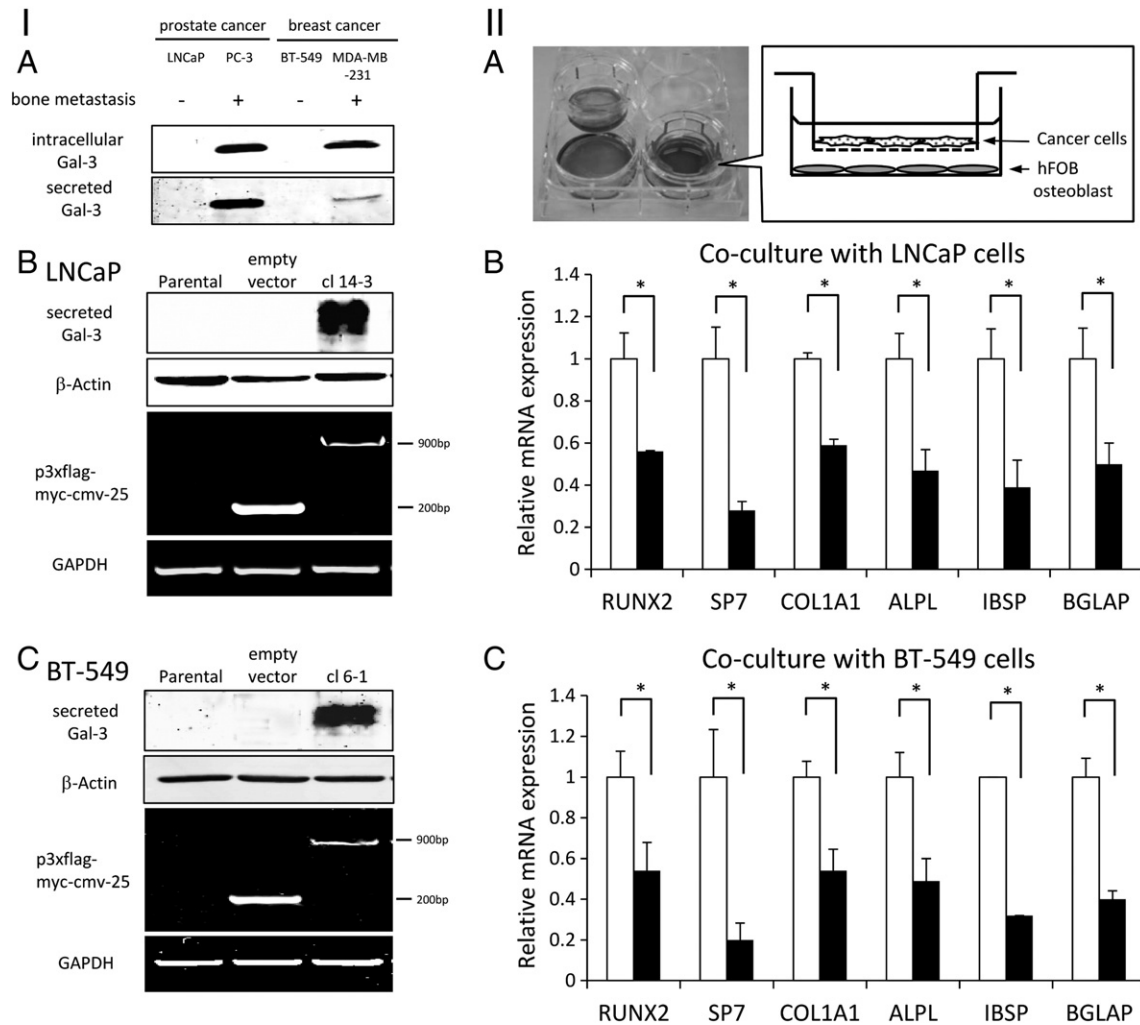 I
prostate cancer breast cancer
A
LNCaP PC-3 BT-549 MDA-MB
-231
bone metastasis - + - +
intracellular
Gal-3
secreted
Gal-3
B LNCaP
Parental empty
vector cl 14-3
secreted
Gal-3
β-Actin
900bp
p3xflag-
myc-cmv-25
200bp
GAPDH
C BT-549
Parental empty
vector cl 6-1
secreted
Gal-3
β-Actin
900bp
p3xflag-
myc-cmv-25
200bp
GAPDH
II
A
Cancer cells
hFOB
osteoblast
B
Co-culture with LNCaP cells
Relative mRNA expression
1.4
1.2
1
0.8
0.6
0.4
0.2
0
* * * * * *
RUNX2 SP7 COL1A1 ALPL IBSP BGLAP
C
Co-culture with BT-549 cells
Relative mRNA expression
1.4
1.2
1
0.8
0.6
0.4
0.2
0
* * * * * *
RUNX2 SP7 COL1A1 ALPL IBSP BGLAP